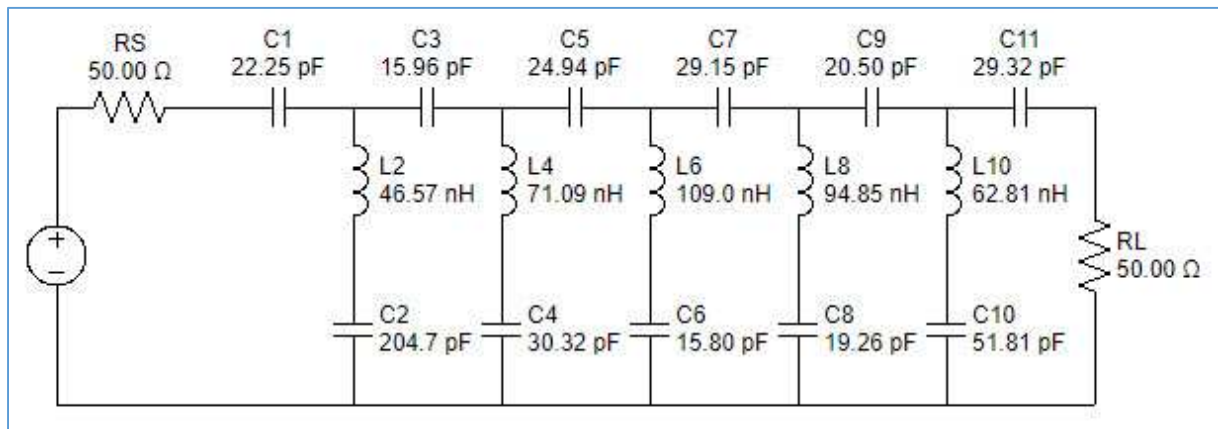 RS
50.00 Ω
C1
22.25 pF
C3
15.96 pF
C5
24.94 pF
C7
29.15 pF
C9
20.50 pF
C11
29.32 pF
L2
46.57 nH
L4
71.09 nH
L6
109.0 nH
L8
94.85 nH
L10
62.81 nH
+
−
RL
50.00 Ω
C2
204.7 pF
C4
30.32 pF
C6
15.80 pF
C8
19.26 pF
C10
51.81 pF